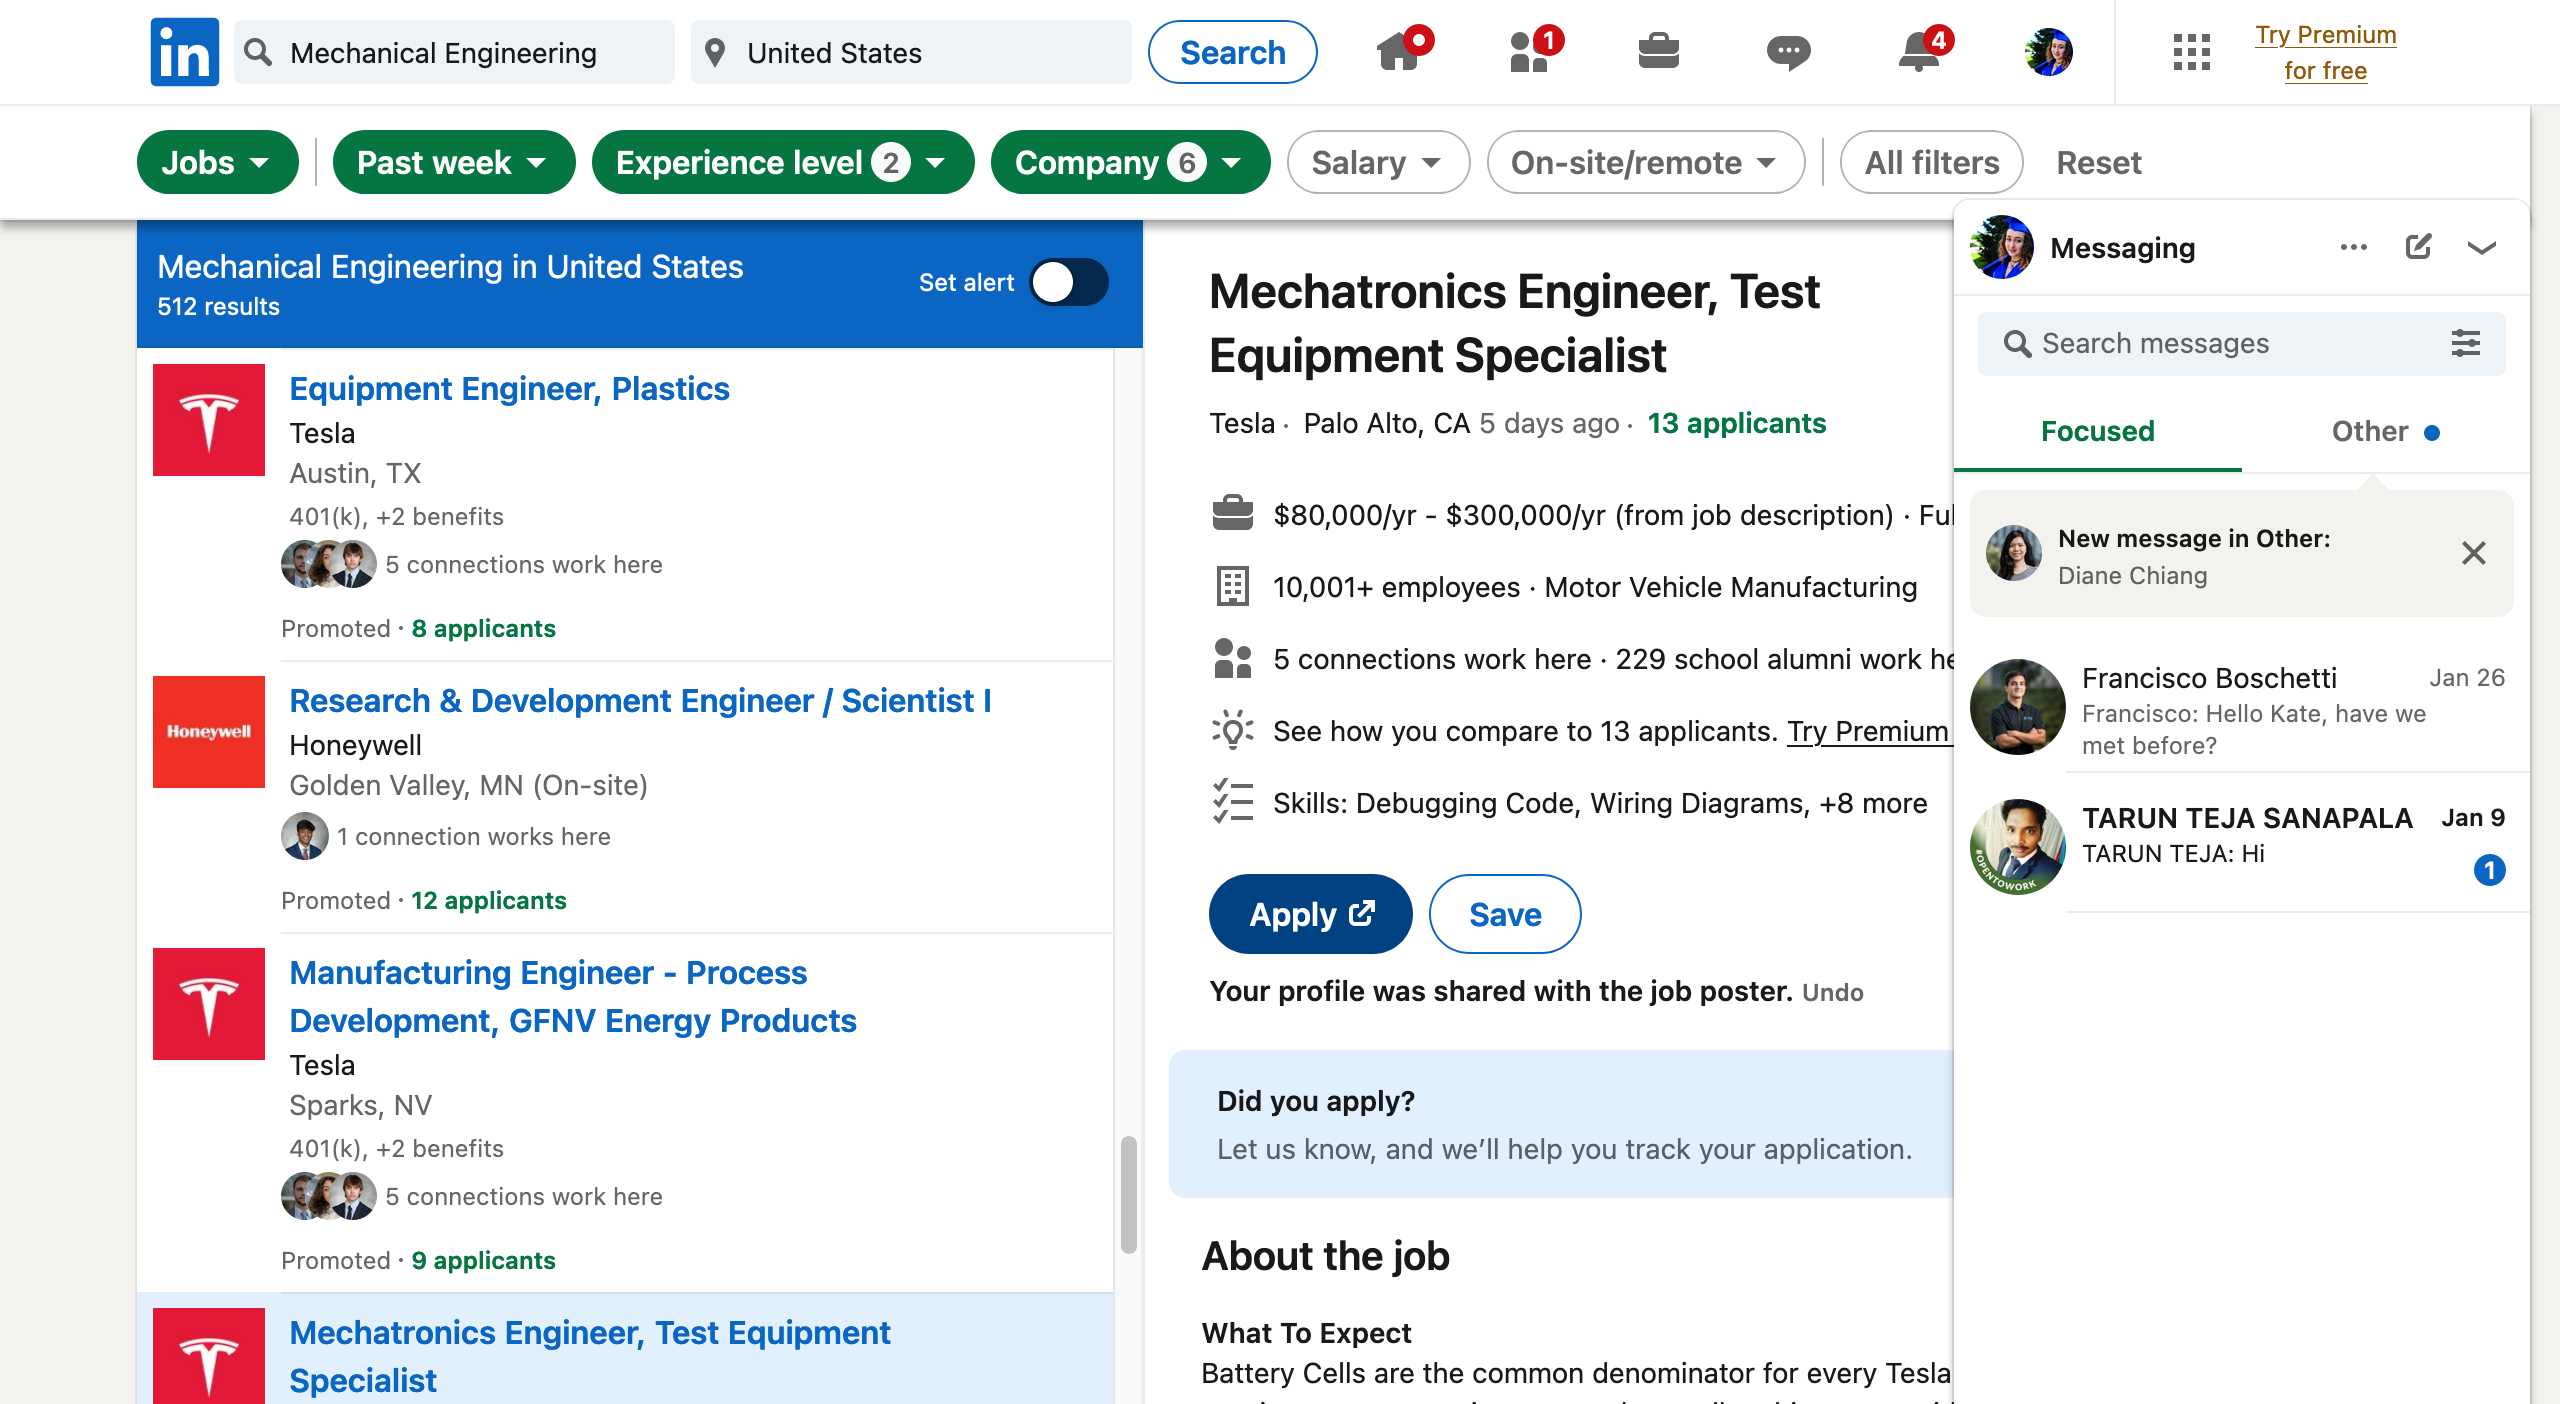 in
Mechanical Engineering
United States
Search
1
4
Try Premium
for free
Jobs
Past week
Experience level 2
Company 6
Salary
On-site/remote
All filters
Reset
Mechanical Engineering in United States
512 results
Set alert
Equipment Engineer, Plastics
Tesla
Austin, TX
401(k), +2 benefits
5 connections work here
Promoted · 8 applicants
Honeywell
Research & Development Engineer / Scientist I
Honeywell
Golden Valley, MN (On-site)
1 connection works here
Promoted · 12 applicants
Manufacturing Engineer - Process
Development, GFNV Energy Products
Tesla
Sparks, NV
401(k), +2 benefits
5 connections work here
Promoted · 9 applicants
Mechatronics Engineer, Test Equipment
Specialist
Mechatronics Engineer, Test
Equipment Specialist
Tesla · Palo Alto, CA 5 days ago · 13 applicants
$80,000/yr - $300,000/yr (from job description) ·
10,001+ employees · Motor Vehicle Manufacturing
5 connections work here · 229 school alumni work
See how you compare to 13 applicants. Try Premium
Skills: Debugging Code, Wiring Diagrams, +8 more
Apply
Save
Your profile was shared with the job poster. Undo
Did you apply?
Let us know, and we’ll help you track your application.
About the job
What To Expect
Battery Cells are the common denominator for every Tesla
Messaging
Search messages
Focused
Other
New message in Other:
Diane Chiang
Francisco Boschetti
Jan 26
Francisco: Hello Kate, have we
met before?
TARUN TEJA SANAPALA
Jan 9
TARUN TEJA: Hi
1
#OPENTOWORK